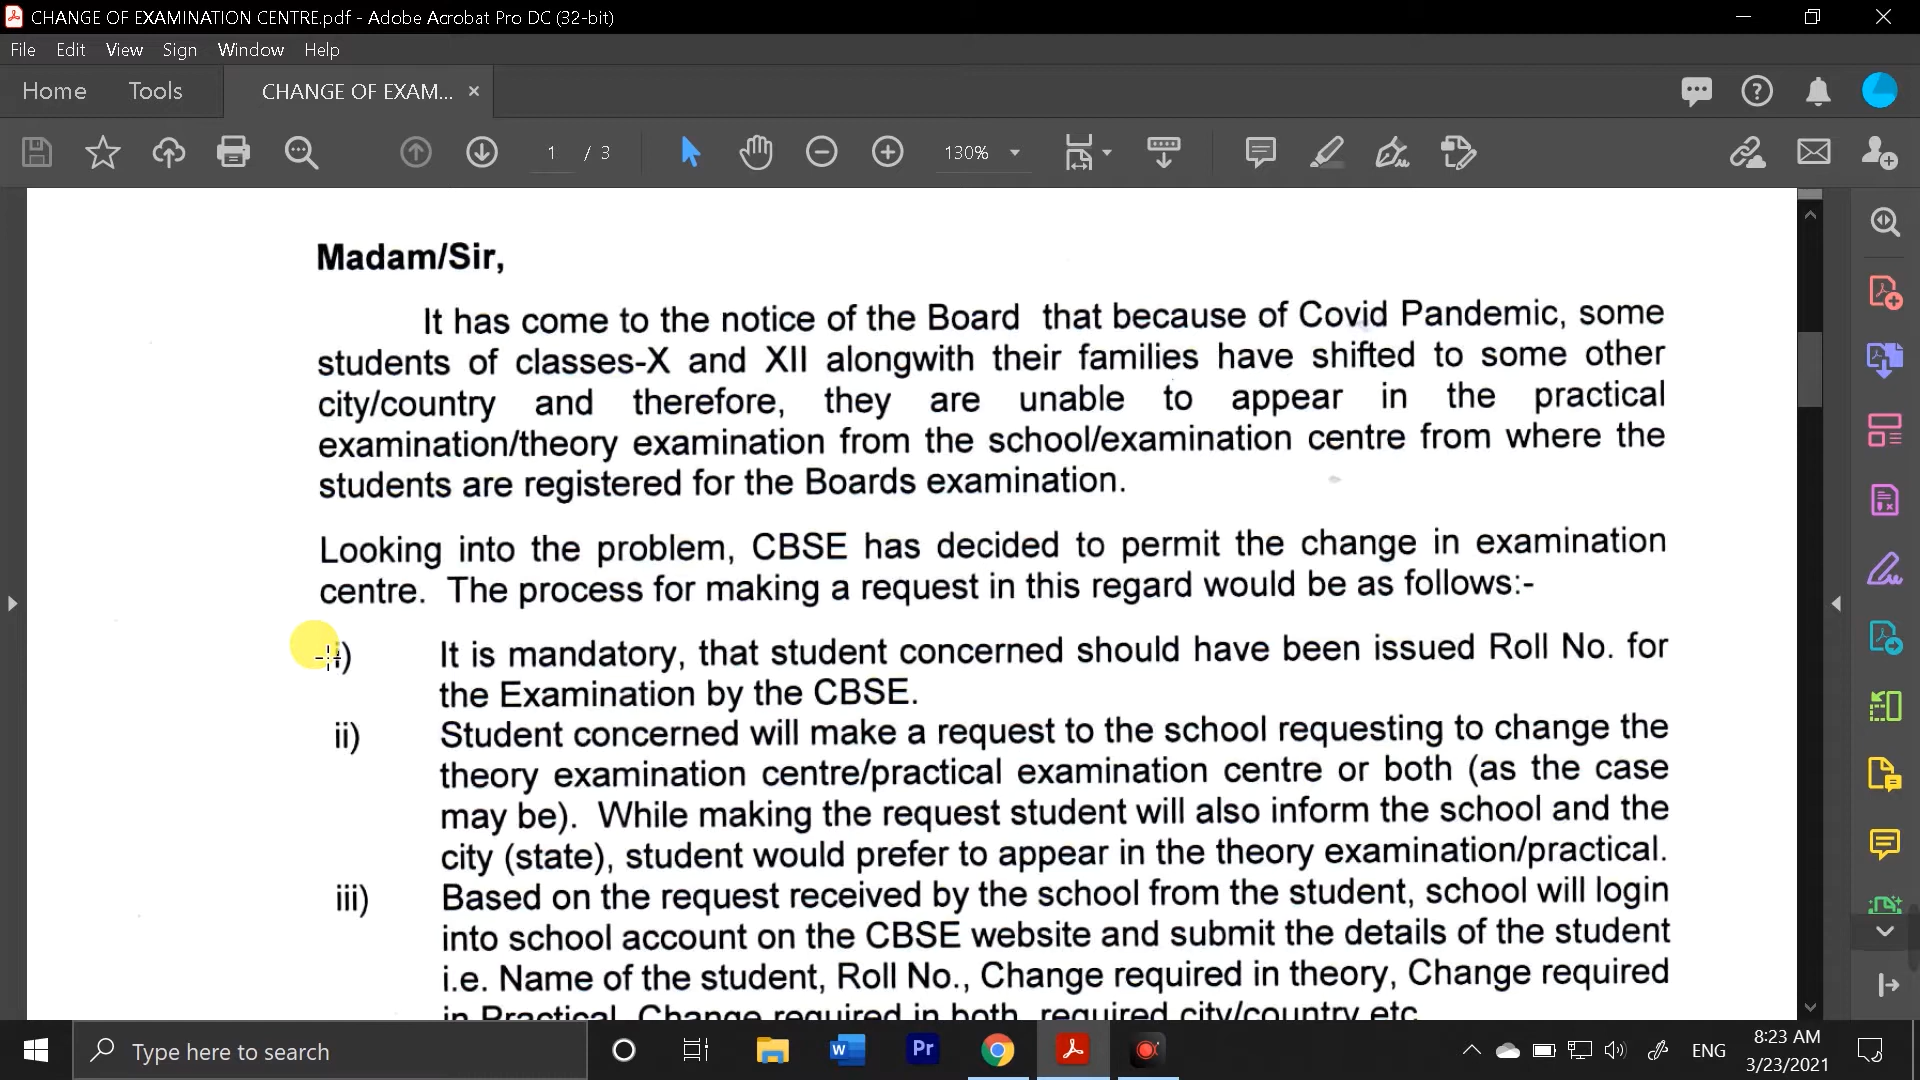 CHANGE OF EXAMINATION CENTRE.pdf - Adobe Acrobat Pro DC (32-bit)
File Edit View Sign Window Help
Home Tools CHANGE OF EXAM... ×
1 / 3 130%
Madam/Sir,
It has come to the notice of the Board that because of Covid Pandemic, some
students of classes-X and XII alongwith their families have shifted to some other
city/country and therefore, they are unable to appear in the practical
examination/theory examination from the school/examination centre from where the
students are registered for the Boards examination.
Looking into the problem, CBSE has decided to permit the change in examination
centre. The process for making a request in this regard would be as follows:-
i) It is mandatory, that student concerned should have been issued Roll No. for
the Examination by the CBSE.
ii) Student concerned will make a request to the school requesting to change the
theory examination centre/practical examination centre or both (as the case
may be). While making the request student will also inform the school and the
city (state), student would prefer to appear in the theory examination/practical.
iii) Based on the request received by the school from the student, school will login
into school account on the CBSE website and submit the details of the student
i.e. Name of the student, Roll No., Change required in theory, Change required
in Practical, Change required in both, required city/country etc.
Type here to search
W Pr
ENG
8:23 AM
3/23/2021